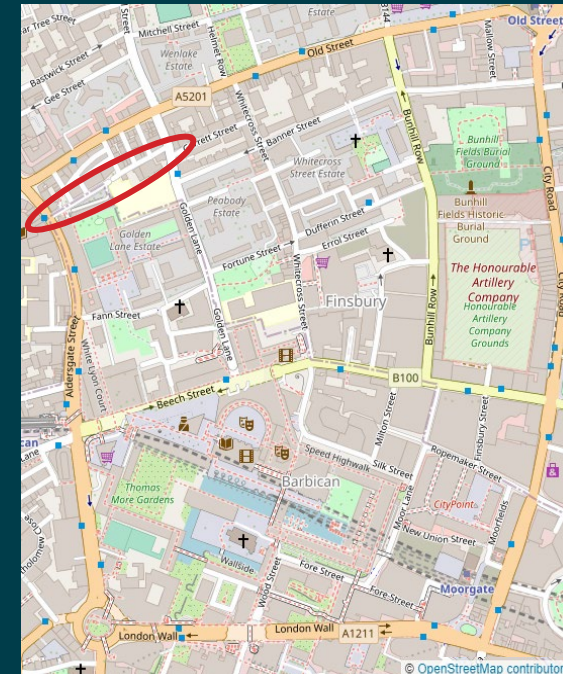 Estate
Old Street
Mitchell Street
B144
Mallow Street
Helmet Row
Wenlake
Estate
Old Street
Bastwick Street
Gee Street
A5201
Whitecross Street
Banner Street
Bunhill Row
Bunhill
Fields Burial
Ground
Whitecross
Street Estate
City Road
Peabody
Estate
Bunhill
Fields Historic
Burial
Ground
Golden
Lane Estate
Golden Lane
Dufferin Street
Errol Street
Fortune Street
Whitecross Street
The Honourable
Artillery
Company
Honourable
Artillery
Company
Grounds
Finsbury
Bunhill Row
Fann Street
Golden Lane
Aldersgate Street
White Lyon Court
B100
Beech Street
Milton Street
Finsbury Street
Ropemaker Street
Speed Highwalk
Silk Street
Lane
Barbican
Thomas
More Gardens
Moor Lane
CityPoint
Moorfields
New Union Street
Wallside
Wood Street
Fore Street
Fore Street
Moorgate
London Wall
London Wall
A1211
© OpenStreetMap contributor